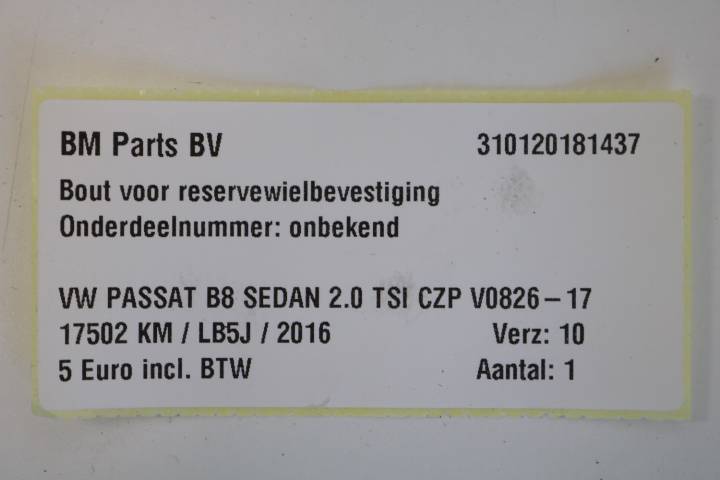 BM Parts BV 310120181437
Bout voor reservewielbevestiging
Onderdeelnummer: onbekend
VW PASSAT B8 SEDAN 2.0 TSI CZP V0826-17
17502 KM / LB5J / 2016 Verz: 10
5 Euro incl. BTW Aantal: 1